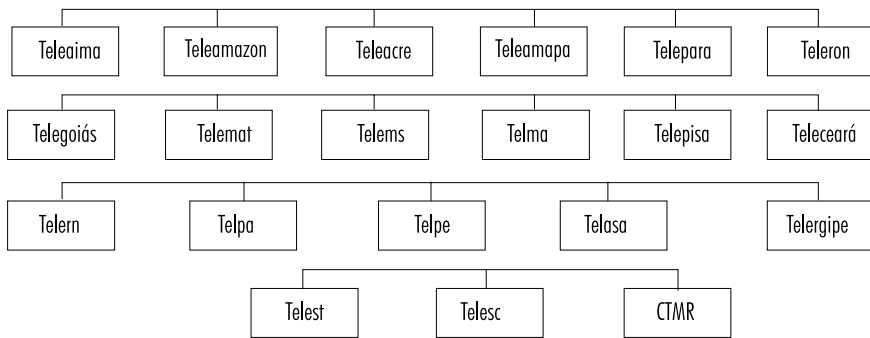 Teleaima Teleamazon Teleacre Teleamapa Telepara Teleron
Telegoiás Telemat Telems Telma Telepisa Teleceará
Telern Telpa Telpe Telasa Telergipe
Telest Telesc CTMR